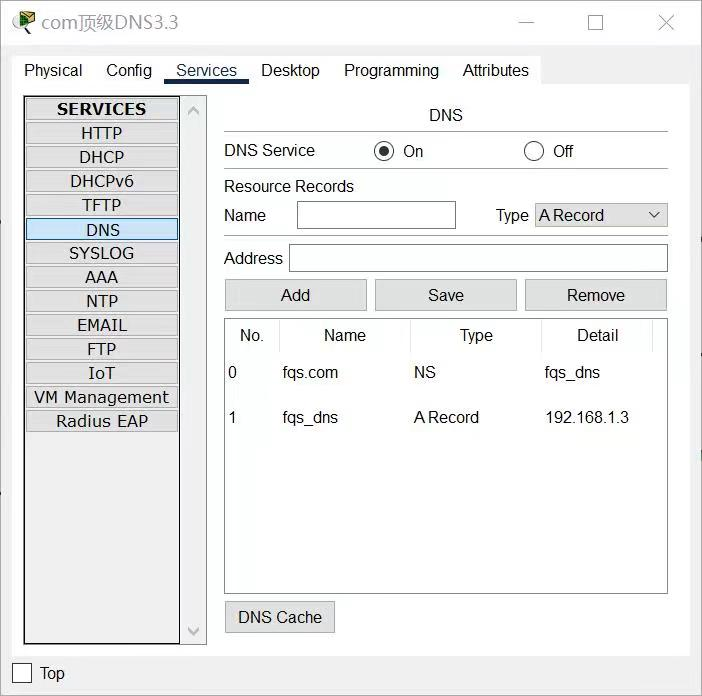 com顶级DNS3.3
Physical Config Services Desktop Programming Attributes
SERVICES
HTTP
DHCP
DHCPv6
TFTP
DNS
SYSLOG
AAA
NTP
EMAIL
FTP
IoT
VM Management
Radius EAP
DNS
DNS Service On Off
Resource Records
Name Type A Record
Address
Add Save Remove
No. Name Type Detail
0 fqs.com NS fqs_dns
1 fqs_dns A Record 192.168.1.3
DNS Cache
Top